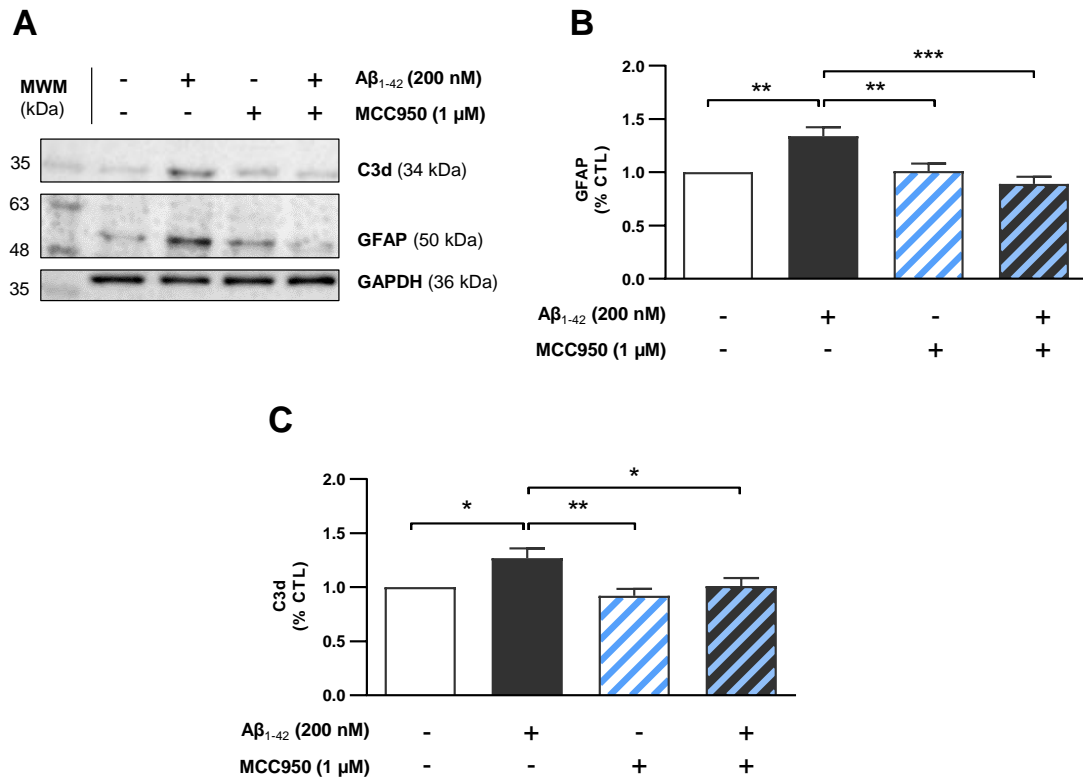 A
MWM
(kDa)
- + - + Aβ1-42 (200 nM)
- - + + MCC950 (1 µM)
35
C3d (34 kDa)
63
48
GFAP (50 kDa)
35
GAPDH (36 kDa)
B
GFAP
(% CTL)
2.0
1.5
1.0
0.5
0.0
**
**
***
Aβ1-42 (200 nM) - + - +
MCC950 (1 µM) - - + +
C
C3d
(% CTL)
2.0
1.5
1.0
0.5
0.0
*
**
*
Aβ1-42 (200 nM) - + - +
MCC950 (1 µM) - - + +